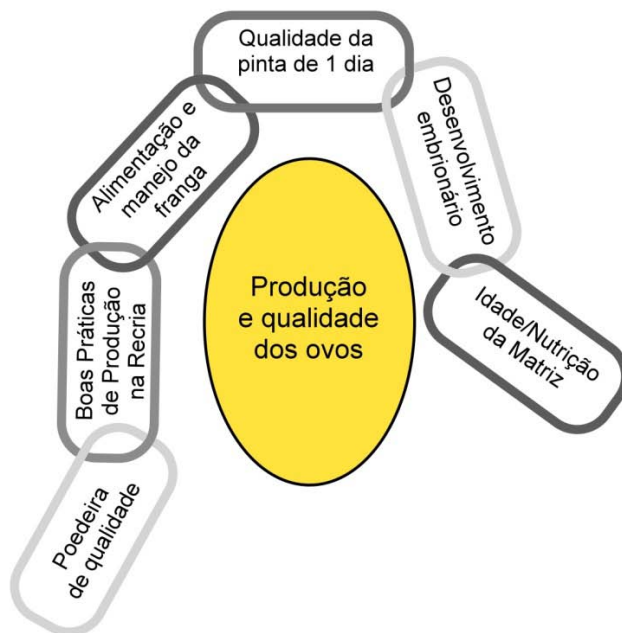 Qualidade da
pinta de 1 dia
Desenvolvimento
embrionário
Idade/Nutrição
da Matriz
Alimentação e
manejo da
franga
Boas Práticas
de Produção
na Recria
Poedeira
de qualidade
Produção
e qualidade
dos ovos